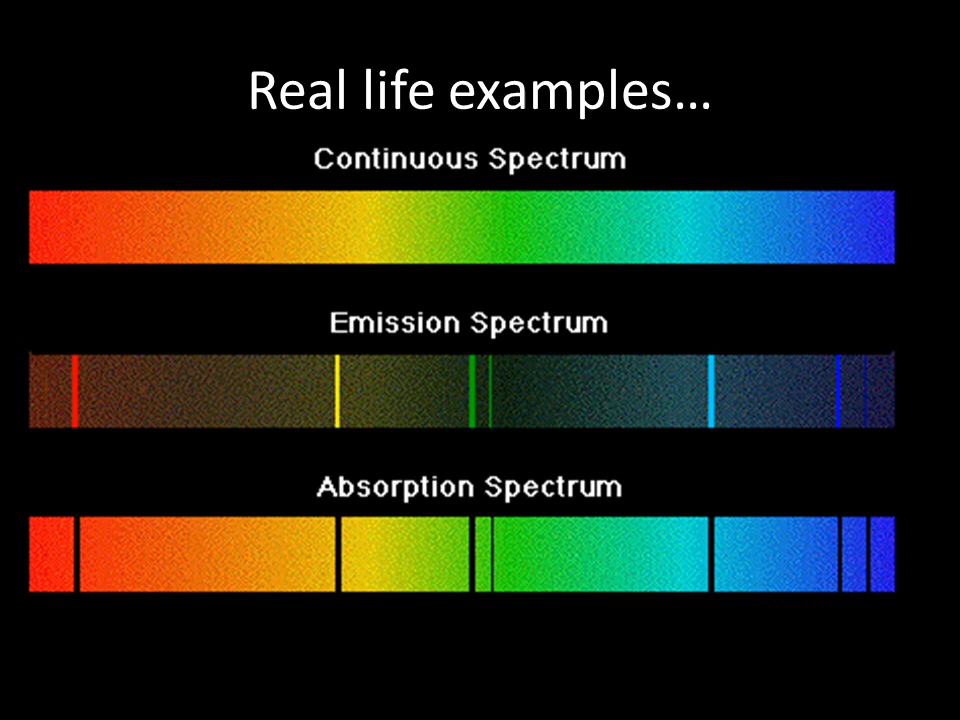 Real life examples…
Continuous Spectrum
Emission Spectrum
Absorption Spectrum